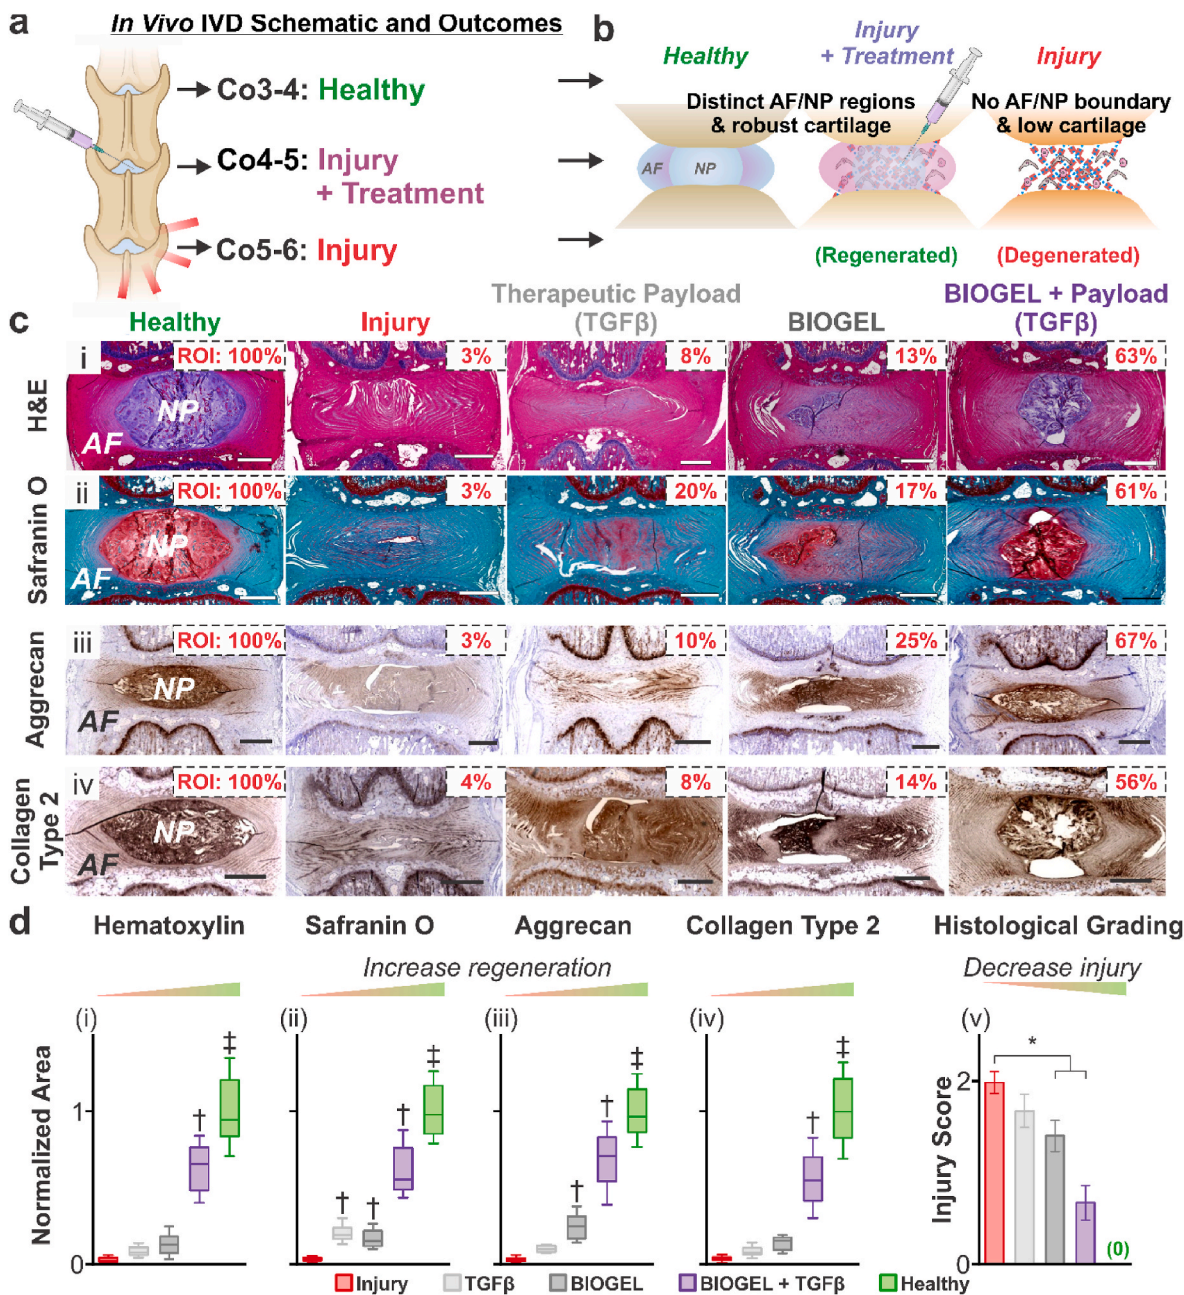 a
In Vivo IVD Schematic and Outcomes
Co3-4: Healthy
Co4-5: Injury
+ Treatment
Co5-6: Injury
b
Healthy
Injury
+ Treatment
Injury
Distinct AF/NP regions
& robust cartilage
No AF/NP boundary
& low cartilage
AF
NP
(Regenerated)
(Degenerated)
c
Healthy
Injury
Therapeutic Payload
(TGFβ)
BIOGEL
BIOGEL + Payload
(TGFβ)
H&E
i
ROI: 100%
3%
8%
13%
63%
NP
AF
Safranin O
ii
ROI: 100%
3%
20%
17%
61%
NP
AF
Aggrecan
iii
ROI: 100%
3%
10%
25%
67%
NP
AF
Collagen
Type 2
iv
ROI: 100%
4%
8%
14%
56%
NP
AF
d
Hematoxylin
Safranin O
Aggrecan
Collagen Type 2
Histological Grading
Increase regeneration
Decrease injury
(i)
(ii)
(iii)
(iv)
(v)
Normalized Area
1
0
†
‡
†
†
†
‡
†
†
‡
†
‡
Injury Score
2
0
*
(0)
Injury
TGFβ
BIOGEL
BIOGEL + TGFβ
Healthy